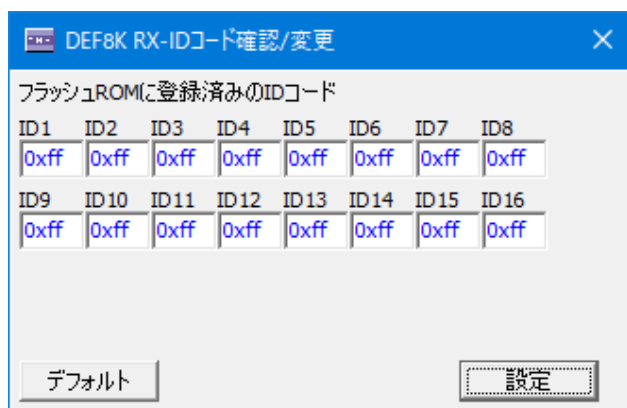 DEF8K RX-IDコード確認/変更
フラッシュROMに登録済みのIDコード
ID1 ID2 ID3 ID4 ID5 ID6 ID7 ID8
0xff 0xff 0xff 0xff 0xff 0xff 0xff 0xff
ID9 ID10 ID11 ID12 ID13 ID14 ID15 ID16
0xff 0xff 0xff 0xff 0xff 0xff 0xff 0xff
デフォルト 設定